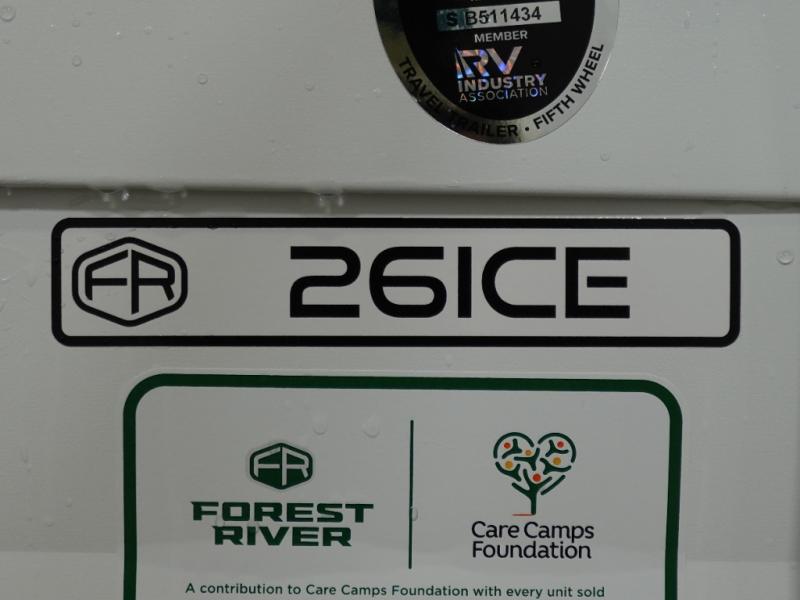 S B511434
MEMBER
RV
INDUSTRY
ASSOCIATION
TRAVEL TRAILER • FIFTH WHEEL
FR 26ICE
FR
FOREST
RIVER
Care Camps
Foundation
A contribution to Care Camps Foundation with every unit sold